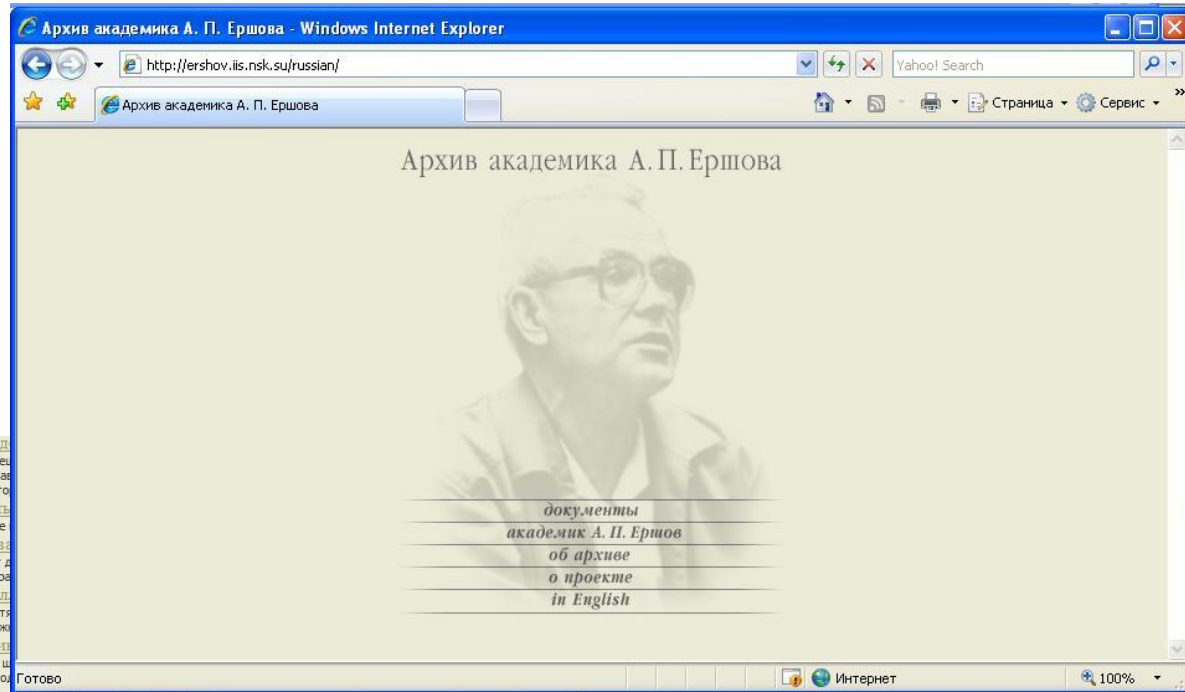 Архив академика А. П. Ершова - Windows Internet Explorer
http://ershov.iis.nsk.su/russian/
Yahoo! Search
Архив академика А. П. Ершова
Страница
Сервис
»
Архив академика А. П. Ершова
документы
академик А. П. Ершов
об архиве
о проекте
in English
Готово
Интернет
100%